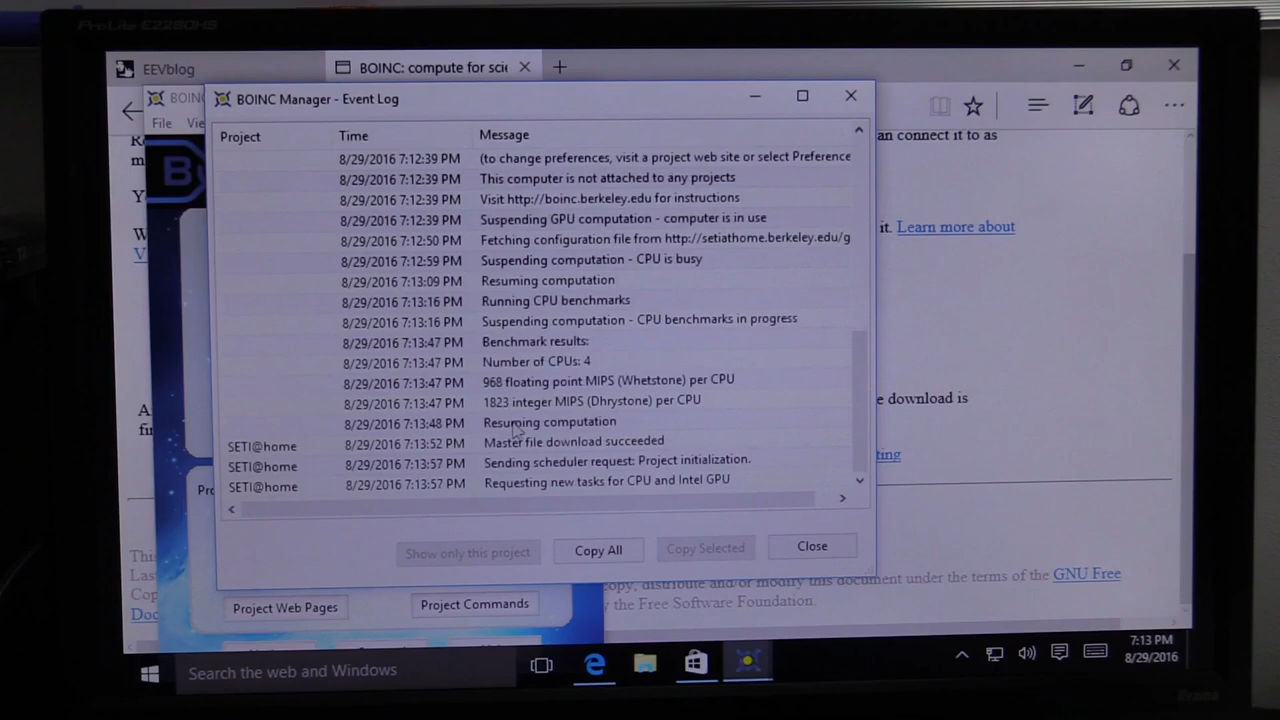 ProLite E2280HS
EEVblog
BOINC: compute for scie
BOINC
BOINC Manager - Event Log
File Vie
an connect it to as
Project Time Message
8/29/2016 7:12:39 PM (to change preferences, visit a project web site or select Preference
8/29/2016 7:12:39 PM This computer is not attached to any projects
8/29/2016 7:12:39 PM Visit http://boinc.berkeley.edu for instructions
8/29/2016 7:12:39 PM Suspending GPU computation - computer is in use
it. Learn more about
8/29/2016 7:12:50 PM Fetching configuration file from http://setiathome.berkeley.edu/g
8/29/2016 7:12:59 PM Suspending computation - CPU is busy
8/29/2016 7:13:09 PM Resuming computation
8/29/2016 7:13:16 PM Running CPU benchmarks
8/29/2016 7:13:16 PM Suspending computation - CPU benchmarks in progress
8/29/2016 7:13:47 PM Benchmark results:
8/29/2016 7:13:47 PM Number of CPUs: 4
8/29/2016 7:13:47 PM 968 floating point MIPS (Whetstone) per CPU
8/29/2016 7:13:47 PM 1823 integer MIPS (Dhrystone) per CPU
e download is
8/29/2016 7:13:48 PM Resuming computation
SETI@home 8/29/2016 7:13:52 PM Master file download succeeded
SETI@home 8/29/2016 7:13:57 PM Sending scheduler request: Project initialization.
ting
SETI@home 8/29/2016 7:13:57 PM Requesting new tasks for CPU and Intel GPU
Pro
Show only this project Copy All Copy Selected Close
Thi
Las
Cop
Doc
copy, distribute and/or modify this document under the terms of the GNU Free
y the Free Software Foundation.
Project Web Pages Project Commands
Search the web and Windows
7:13 PM
8/29/2016